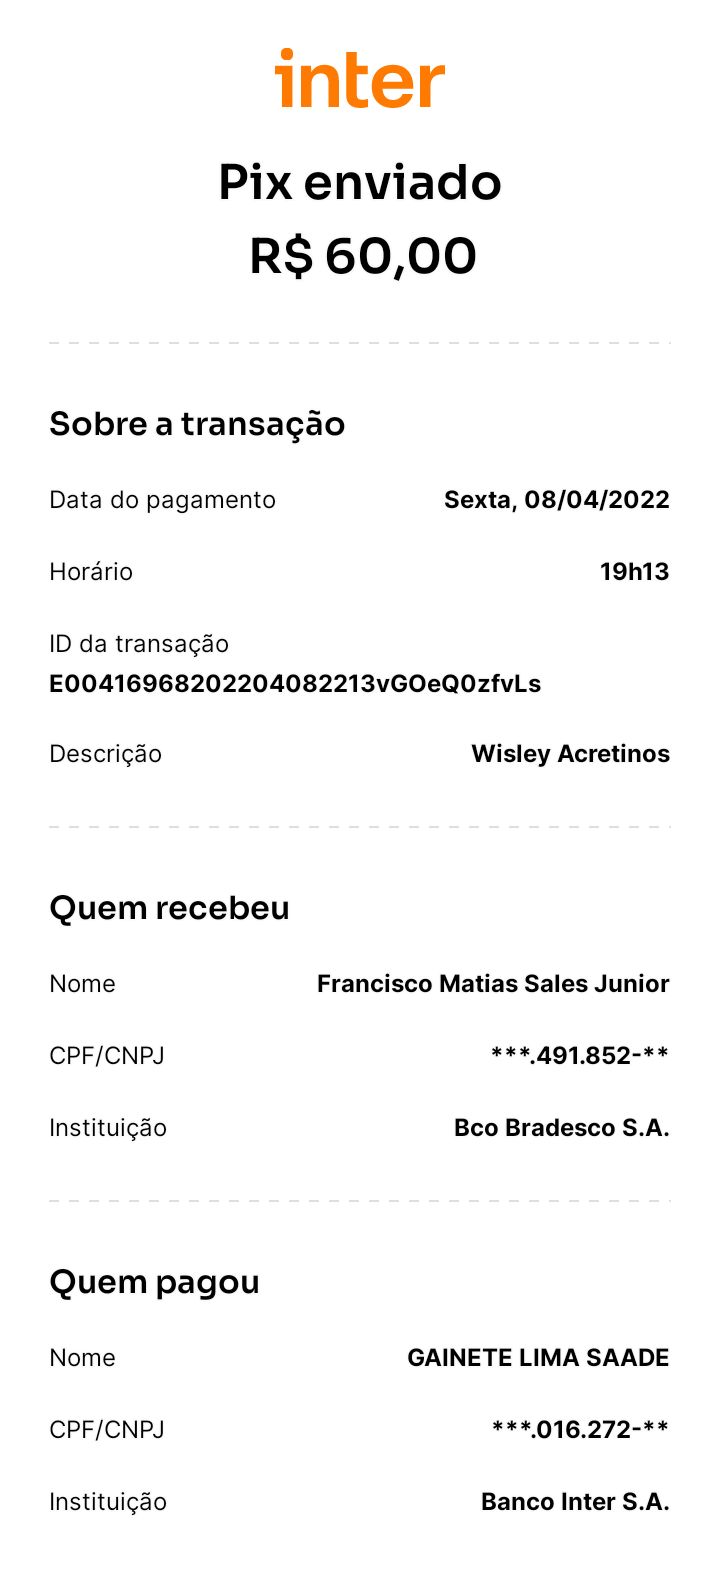 inter
Pix enviado
R$ 60,00
Sobre a transação
Data do pagamento Sexta, 08/04/2022
Horário 19h13
ID da transação
E00416968202204082213vGOeQ0zfvLs
Descrição Wisley Acretinos
Quem recebeu
Nome Francisco Matias Sales Junior
CPF/CNPJ ***.491.852-**
Instituição Bco Bradesco S.A.
Quem pagou
Nome GAINETE LIMA SAADE
CPF/CNPJ ***.016.272-**
Instituição Banco Inter S.A.